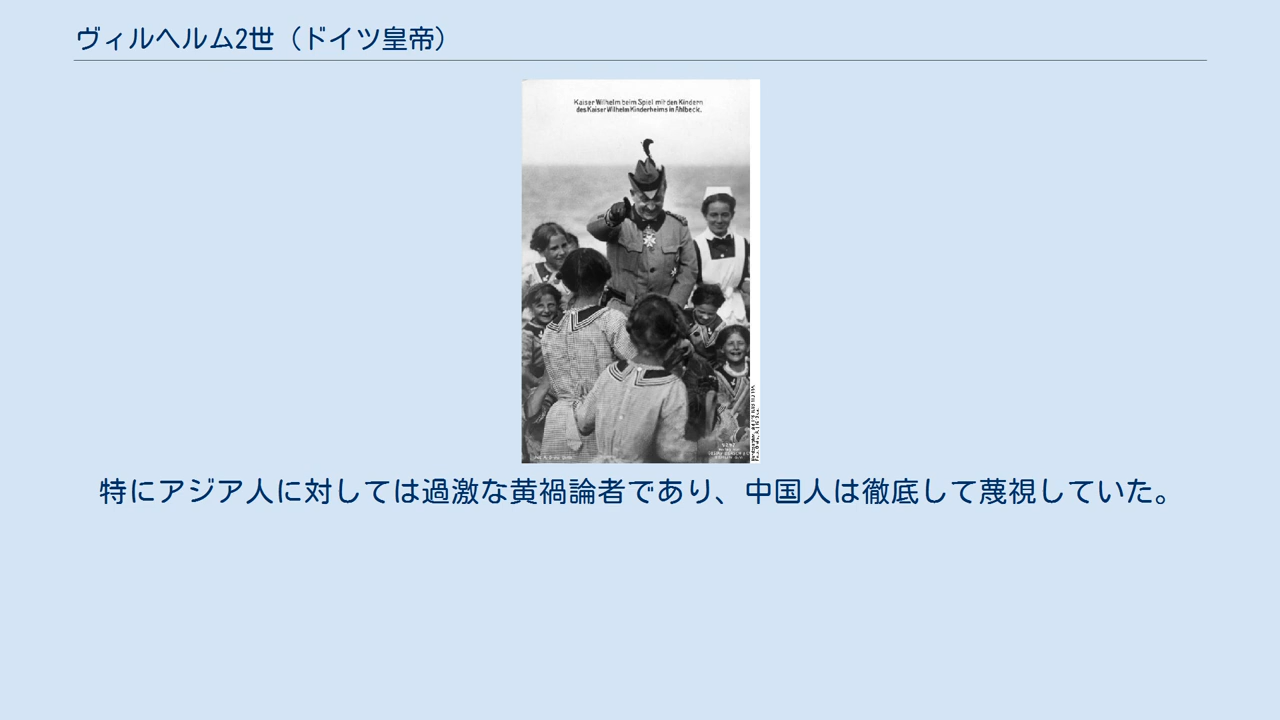 ヴィルヘルム2世（ドイツ皇帝）
Kaiser Wilhelm beim Spiel mit den Kindern
des Kaiser Wilhelm Kinderheims in Ahlbeck.
特にアジア人に対しては過激な黄禍論者であり、中国人は徹底して蔑視していた。